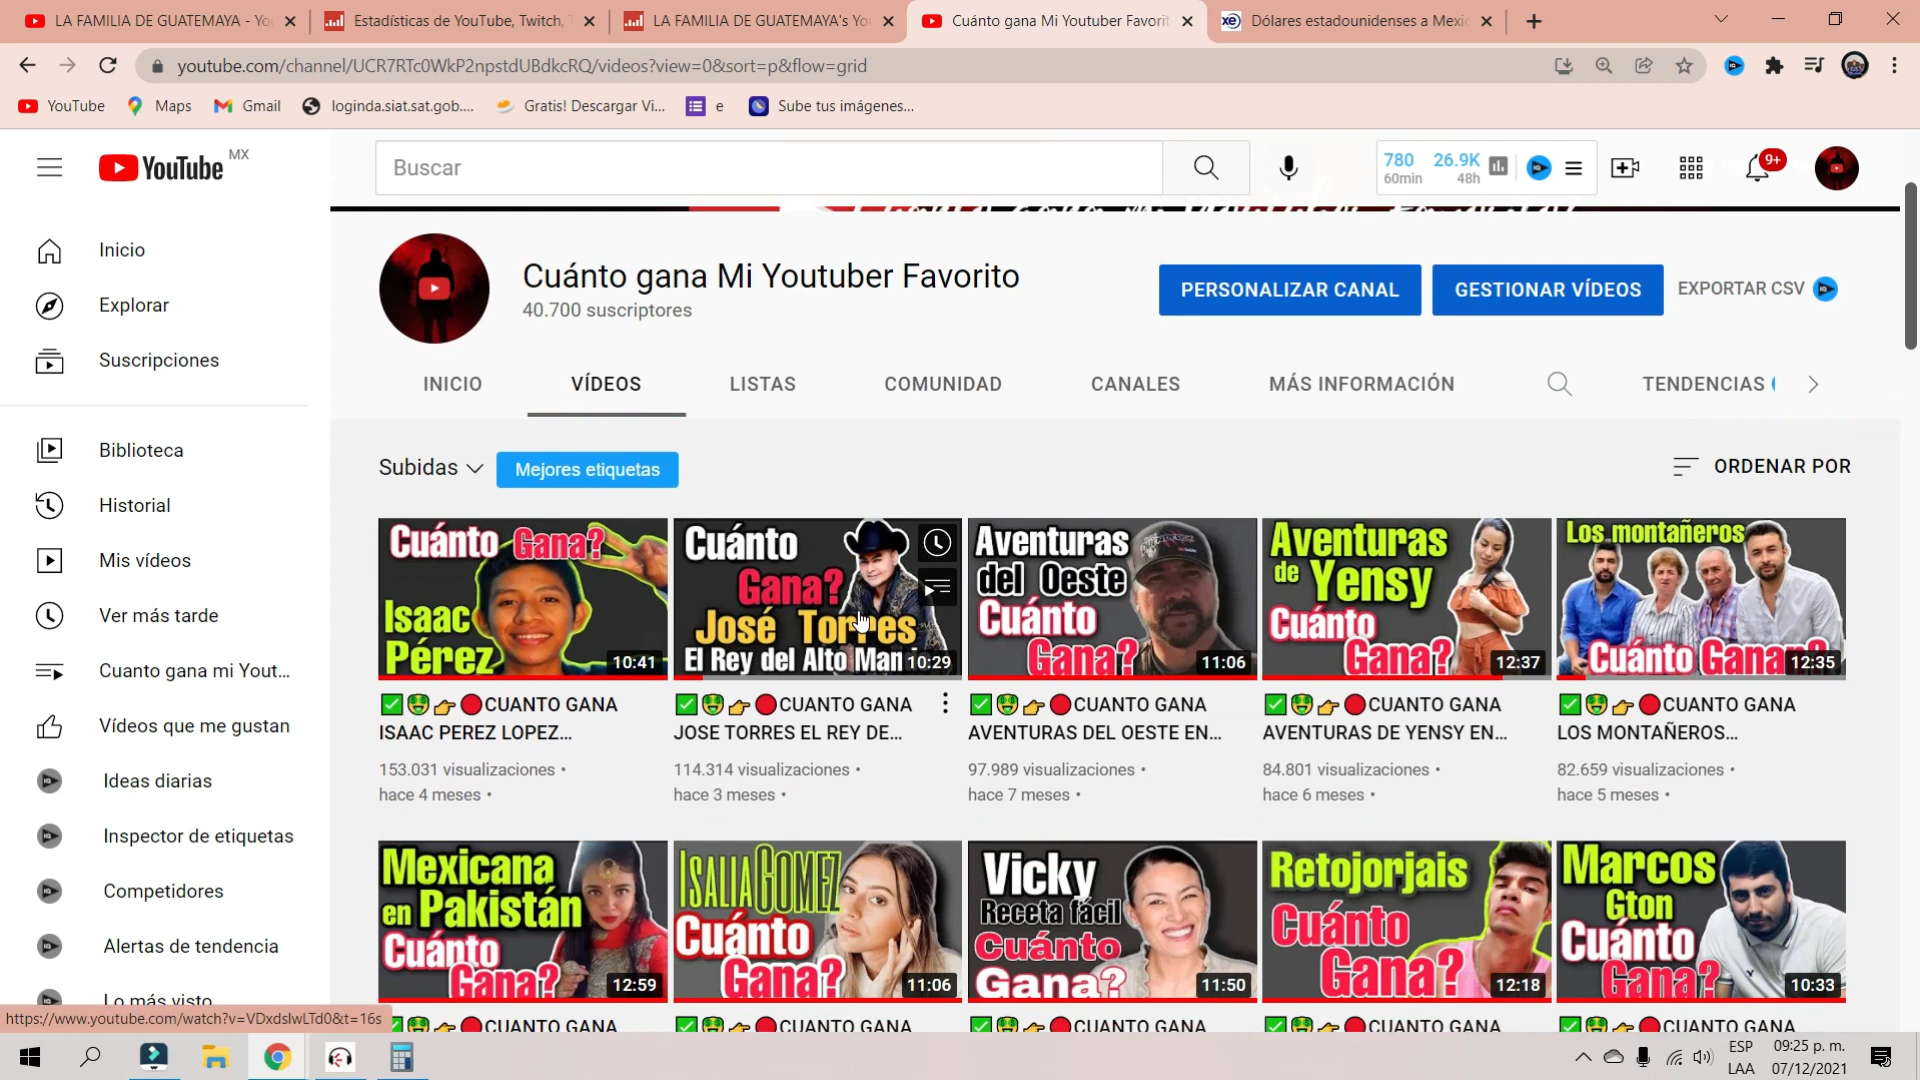 LA FAMILIA DE GUATEMAYA - Yo
Estadísticas de YouTube, Twitch, T
LA FAMILIA DE GUATEMAYA's Yo
Cuánto gana Mi Youtuber Favorit
Dólares estadounidenses a Mexic
youtube.com/channel/UCR7RTc0WkP2npstdUBdkcRQ/videos?view=0&sort=p&flow=grid
YouTube
Maps
Gmail
loginda.siat.sat.gob....
Gratis! Descargar Vi...
e
Sube tus imágenes...
YouTube MX
Buscar
780
60min
26.9K
48h
9+
Inicio
Explorar
Suscripciones
Biblioteca
Historial
Mis vídeos
Ver más tarde
Cuanto gana mi Yout...
Vídeos que me gustan
Ideas diarias
Inspector de etiquetas
Competidores
Alertas de tendencia
Lo más visto
Cuánto gana Mi Youtuber Favorito
40.700 suscriptores
PERSONALIZAR CANAL
GESTIONAR VÍDEOS
EXPORTAR CSV
INICIO
VÍDEOS
LISTAS
COMUNIDAD
CANALES
MÁS INFORMACIÓN
TENDENCIAS
Subidas
Mejores etiquetas
ORDENAR POR
Cuánto Gana?
Isaac
Pérez
10:41
✅🤑👉🔴CUANTO GANA
ISAAC PEREZ LOPEZ...
153.031 visualizaciones •
hace 4 meses •
Cuánto
Gana?
José Torres
El Rey del Alto Man
10:29
✅🤑👉🔴CUANTO GANA
JOSE TORRES EL REY DE...
114.314 visualizaciones •
hace 3 meses •
Aventuras
del Oeste
Cuánto
Gana?
11:06
✅🤑👉🔴CUANTO GANA
AVENTURAS DEL OESTE EN...
97.989 visualizaciones •
hace 7 meses •
Aventuras
de Yensy
Cuánto
Gana?
12:37
✅🤑👉🔴CUANTO GANA
AVENTURAS DE YENSY EN...
84.801 visualizaciones •
hace 6 meses •
Los montañeros
Cuánto Ganan?
12:35
✅🤑👉🔴CUANTO GANA
LOS MONTAÑEROS...
82.659 visualizaciones •
hace 5 meses •
Mexicana
en Pakistán
Cuánto
Gana?
12:59
CUANTO GANA
ISALIA GOMEZ
Cuánto
Gana?
11:06
CUANTO GANA
Vicky
Receta fácil
Cuánto
Gana?
11:50
CUANTO GANA
Retojorjais
Cuánto
Gana?
12:18
CUANTO GANA
Marcos
Gton
Cuánto
Gana?
10:33
CUANTO GANA
https://www.youtube.com/watch?v=VDxdslwLTd0&t=16s
ESP
LAA
09:25 p. m.
07/12/2021